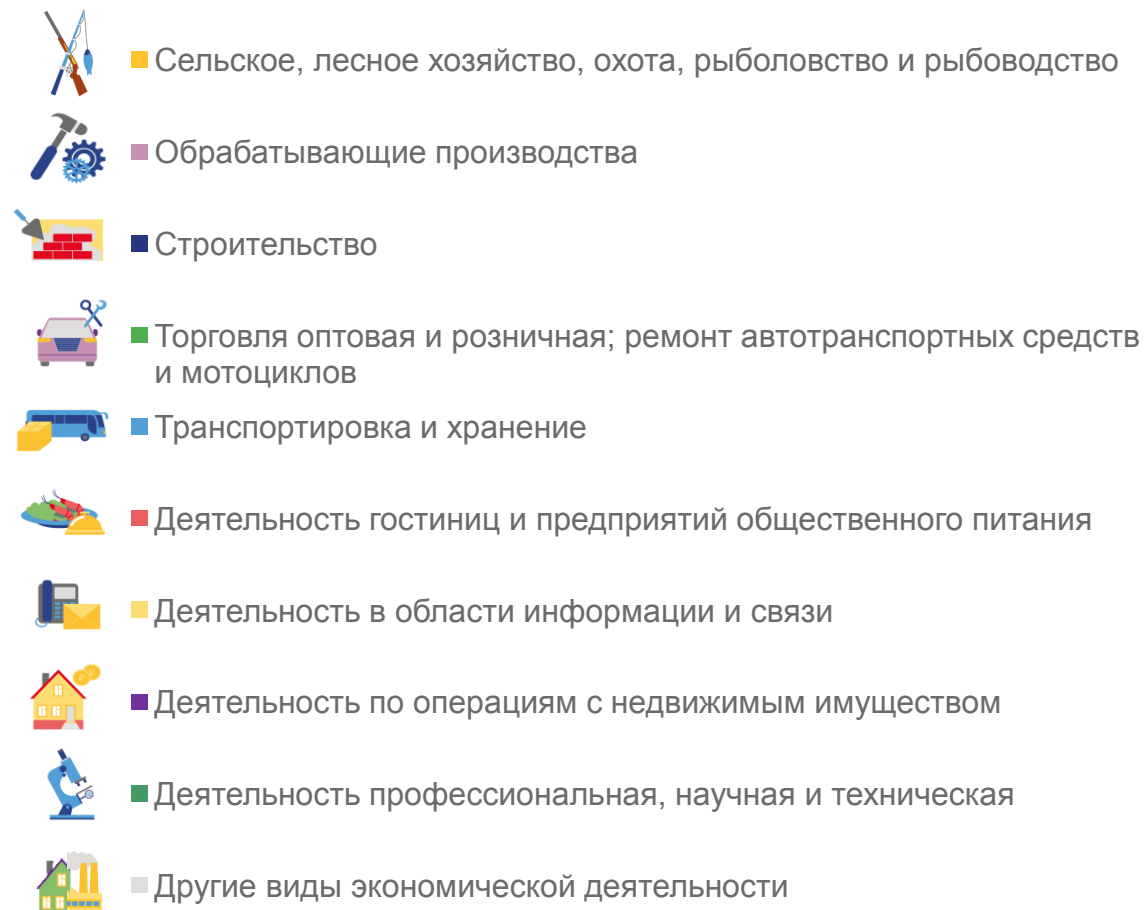 Сельское, лесное хозяйство, охота, рыболовство и рыбоводство
Обрабатывающие производства
Строительство
Торговля оптовая и розничная; ремонт автотранспортных средств
и мотоциклов
Транспортировка и хранение
Деятельность гостиниц и предприятий общественного питания
Деятельность в области информации и связи
Деятельность по операциям с недвижимым имуществом
Деятельность профессиональная, научная и техническая
Другие виды экономической деятельности